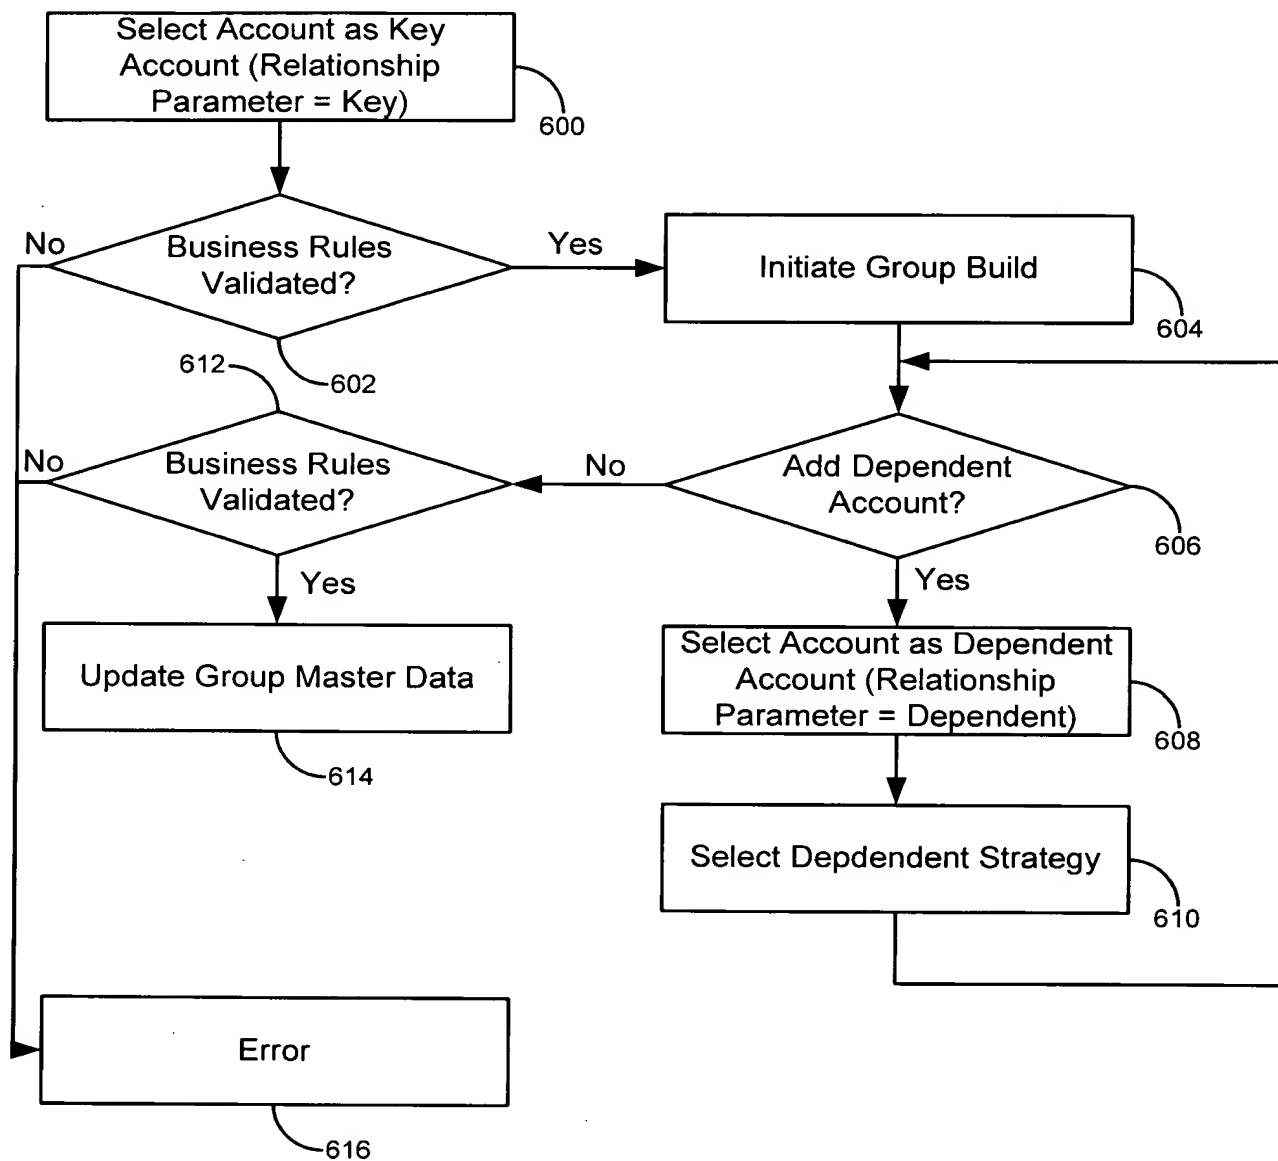 Select Account as Key
Account (Relationship
Parameter = Key)
600
No
Business Rules
Validated?
Yes
602
Initiate Group Build
604
612
No
Business Rules
Validated?
No
Add Dependent
Account?
606
Yes
Yes
Update Group Master Data
614
Select Account as Dependent
Account (Relationship
Parameter = Dependent)
608
Select Depdendent Strategy
610
Error
616